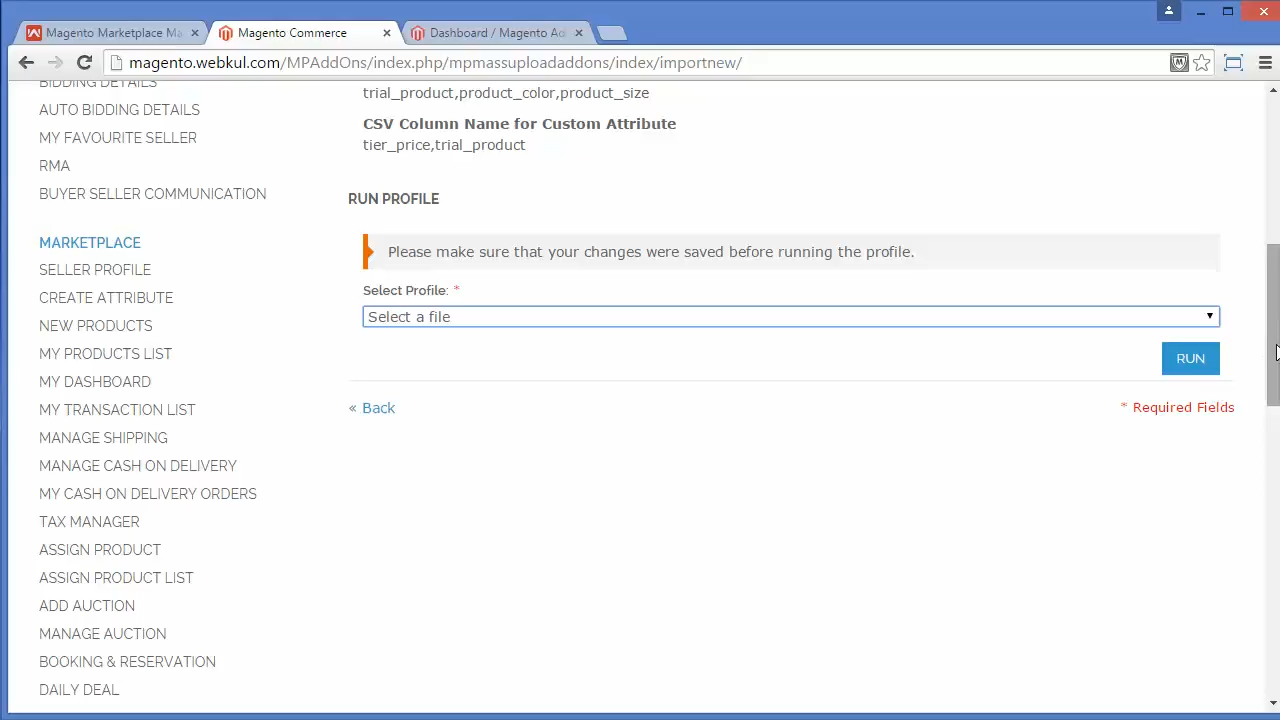 Magento Marketplace Ma
Magento Commerce
Dashboard / Magento Ad
magento.webkul.com/MPAddOns/index.php/mpmassuploadaddons/index/importnew/
BIDDING DETAILS
AUTO BIDDING DETAILS
MY FAVOURITE SELLER
RMA
BUYER SELLER COMMUNICATION
MARKETPLACE
SELLER PROFILE
CREATE ATTRIBUTE
NEW PRODUCTS
MY PRODUCTS LIST
MY DASHBOARD
MY TRANSACTION LIST
MANAGE SHIPPING
MANAGE CASH ON DELIVERY
MY CASH ON DELIVERY ORDERS
TAX MANAGER
ASSIGN PRODUCT
ASSIGN PRODUCT LIST
ADD AUCTION
MANAGE AUCTION
BOOKING & RESERVATION
DAILY DEAL
trial_product,product_color,product_size
CSV Column Name for Custom Attribute
tier_price,trial_product
RUN PROFILE
Please make sure that your changes were saved before running the profile.
Select Profile: *
Select a file
RUN
« Back
* Required Fields